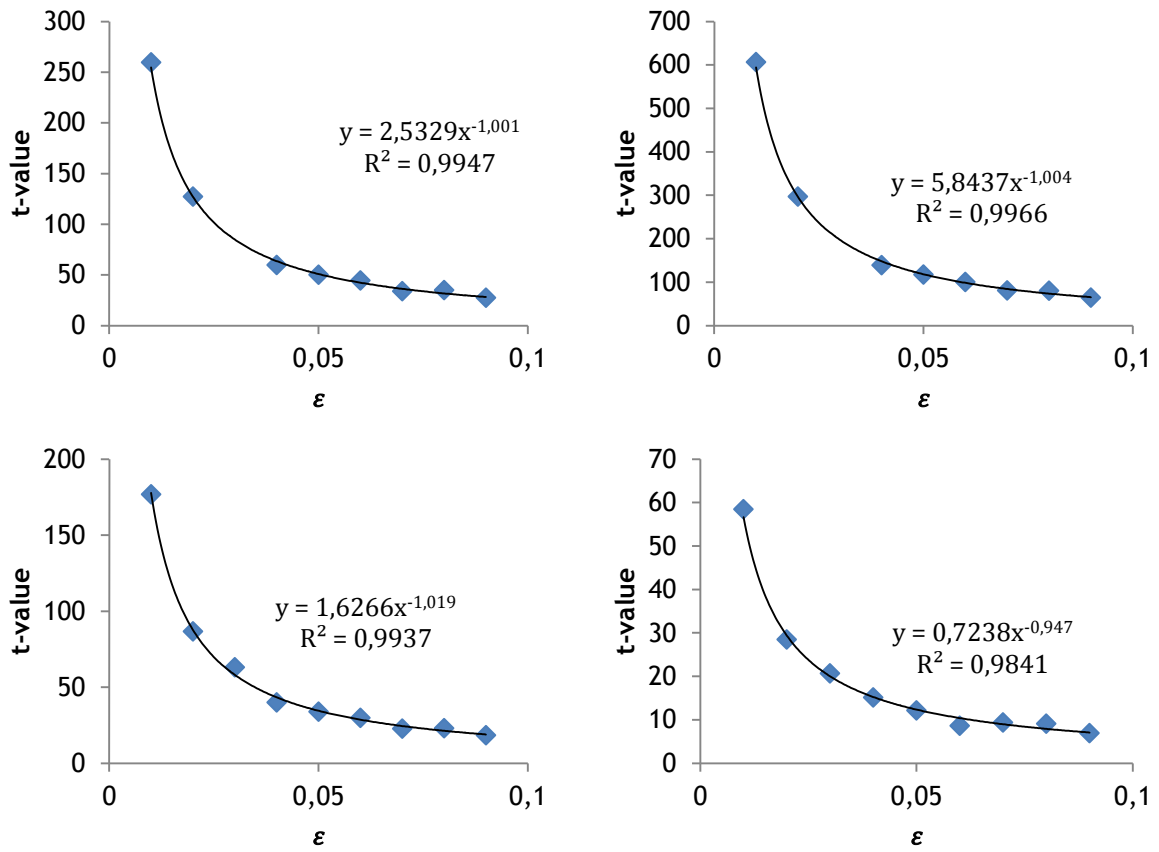 300
250
200
150
100
50
0
t-value
y = 2,5329x^-1,001
R² = 0,9947
0
0,05
0,1
ε
700
600
500
400
300
200
100
0
t-value
y = 5,8437x^-1,004
R² = 0,9966
0
0,05
0,1
ε
200
150
100
50
0
t-value
y = 1,6266x^-1,019
R² = 0,9937
0
0,05
0,1
ε
70
60
50
40
30
20
10
0
t-value
y = 0,7238x^-0,947
R² = 0,9841
0
0,05
0,1
ε